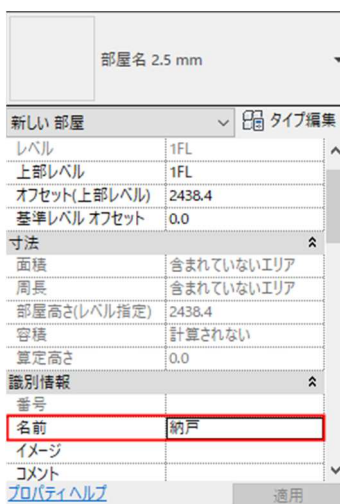 部屋名 2.5 mm
新しい 部屋 タイプ編集
レベル 1FL
上部レベル 1FL
オフセット(上部レベル) 2438.4
基準レベル オフセット 0.0
寸法
面積 含まれていないエリア
周長 含まれていないエリア
部屋高さ(レベル指定) 2438.4
容積 計算されない
算定高さ 0.0
識別情報
番号
名前 納戸
イメージ
コメント
プロパティヘルプ 適用